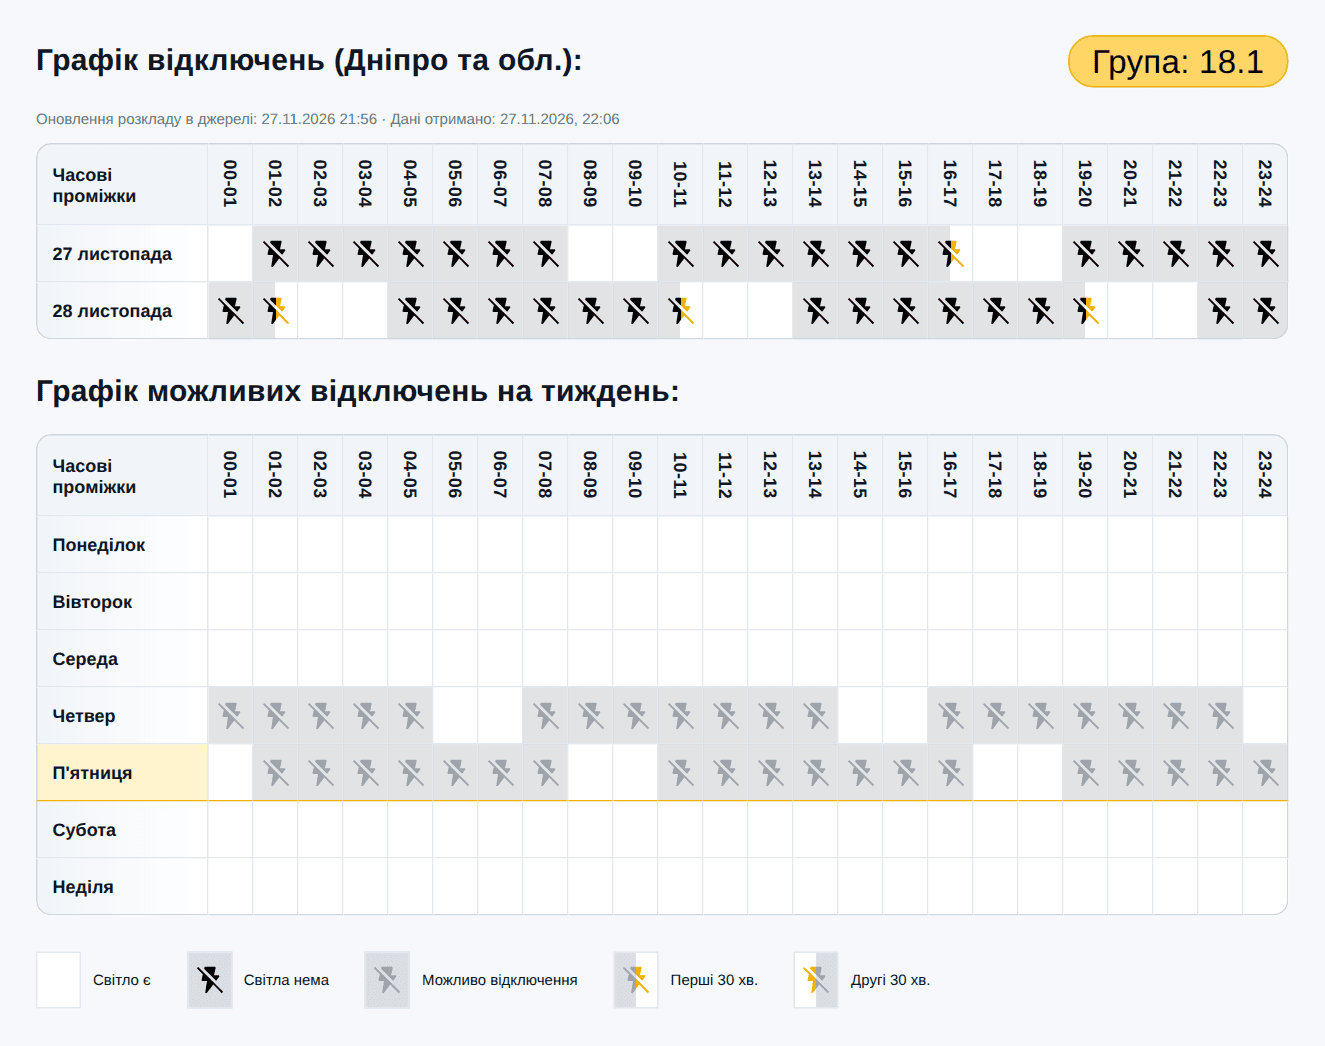 Графік відключень (Дніпро та обл.):
Група: 18.1
Оновлення розкладу в джерелі: 27.11.2026 21:56 · Дані отримано: 27.11.2026, 22:06
Часові
проміжки
00-01 01-02 02-03 03-04 04-05 05-06 06-07 07-08 08-09 09-10 10-11 11-12 12-13 13-14 14-15 15-16 16-17 17-18 18-19 19-20 20-21 21-22 22-23 23-24
27 листопада
28 листопада
Графік можливих відключень на тиждень:
Часові
проміжки
00-01 01-02 02-03 03-04 04-05 05-06 06-07 07-08 08-09 09-10 10-11 11-12 12-13 13-14 14-15 15-16 16-17 17-18 18-19 19-20 20-21 21-22 22-23 23-24
Понеділок
Вівторок
Середа
Четвер
П'ятниця
Субота
Неділя
Світло є Світла нема Можливо відключення Перші 30 хв. Другі 30 хв.